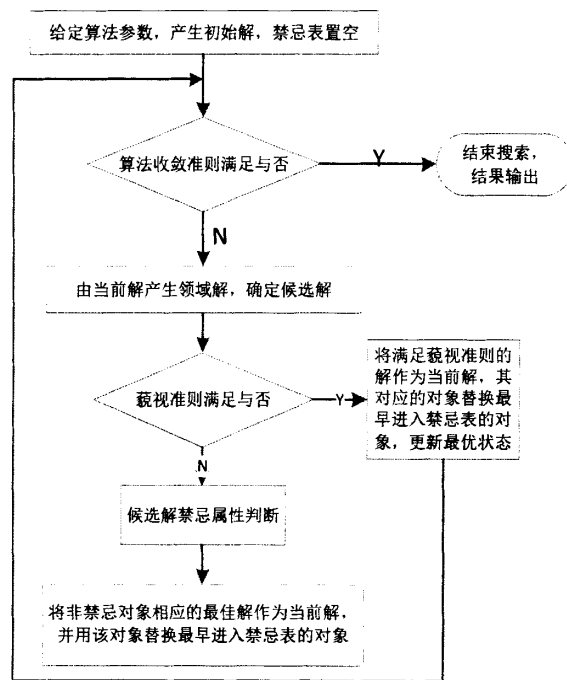 给定算法参数，产生初始解，禁忌表置空
算法收敛准则满足与否
Y
结束搜索，
结果输出
N
由当前解产生领域解，确定候选解
藐视准则满足与否
Y
将满足藐视准则的
解作为当前解，其
对应的对象替换最
早进入禁忌表的对
象，更新最优状态
N
候选解禁忌属性判断
将非禁忌对象相应的最佳解作为当前解，
并用该对象替换最早进入禁忌表的对象